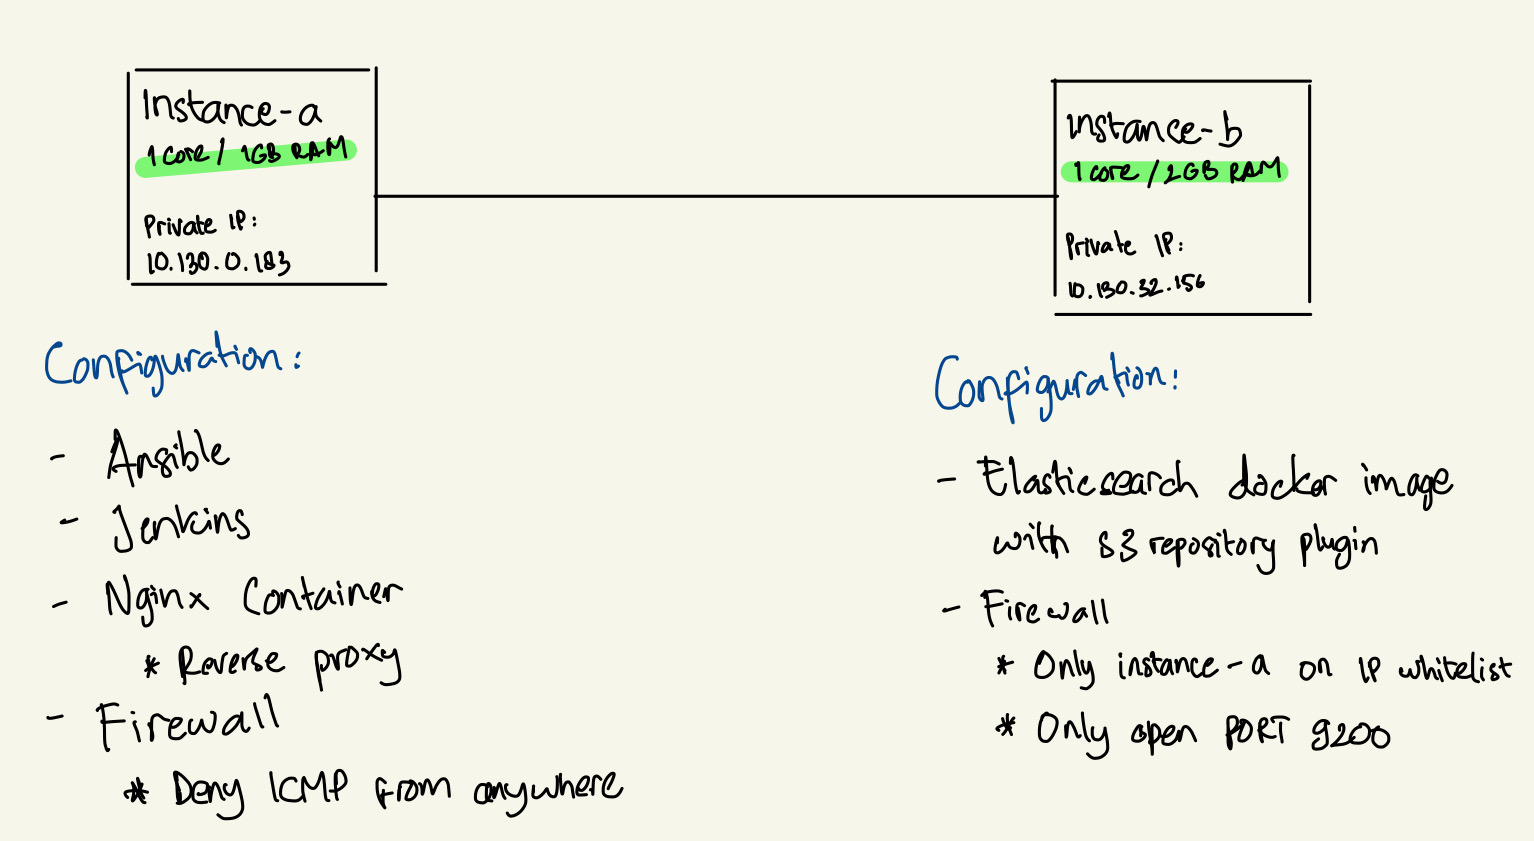 Instance-a
1 Core / 1GB RAM
Private IP:
10.130.0.183
Configuration:
- Ansible
- Jenkins
- Nginx Container
* Reverse proxy
- Firewall
* Deny ICMP from anywhere
instance-b
1 core / 2GB RAM
Private IP:
10.130.32.156
Configuration:
- Elasticsearch docker image
with S3 repository plugin
- Firewall
* Only instance-a on IP whitelist
* Only open PORT 9200